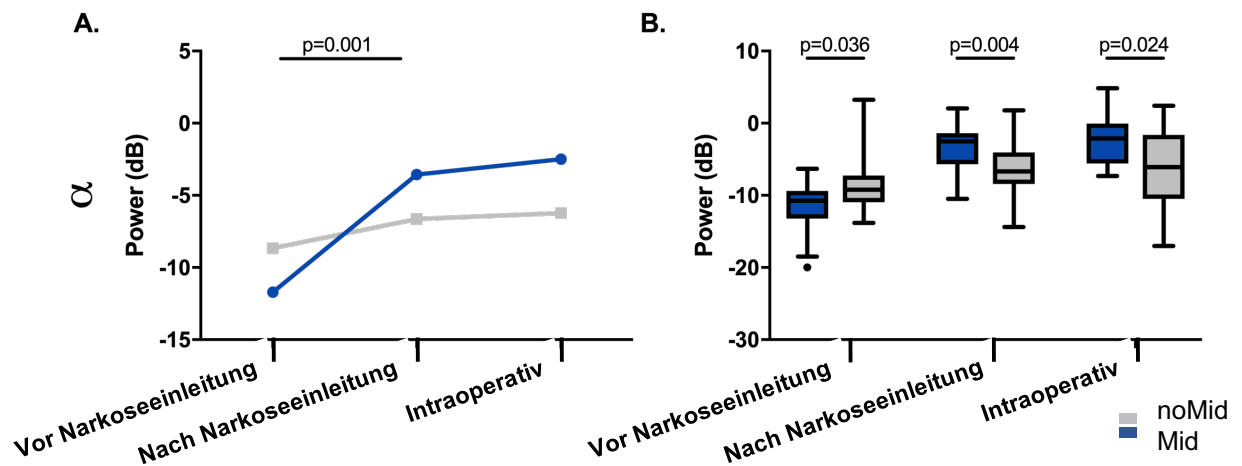 A.
p=0.001
5
0
-5
-10
-15
Power (dB)
α
Vor Narkoseeinleitung
Nach Narkoseeinleitung
Intraoperativ
B.
p=0.036
p=0.004
p=0.024
10
0
-10
-20
-30
Power (dB)
Vor Narkoseeinleitung
Nach Narkoseeinleitung
Intraoperativ
noMid
Mid